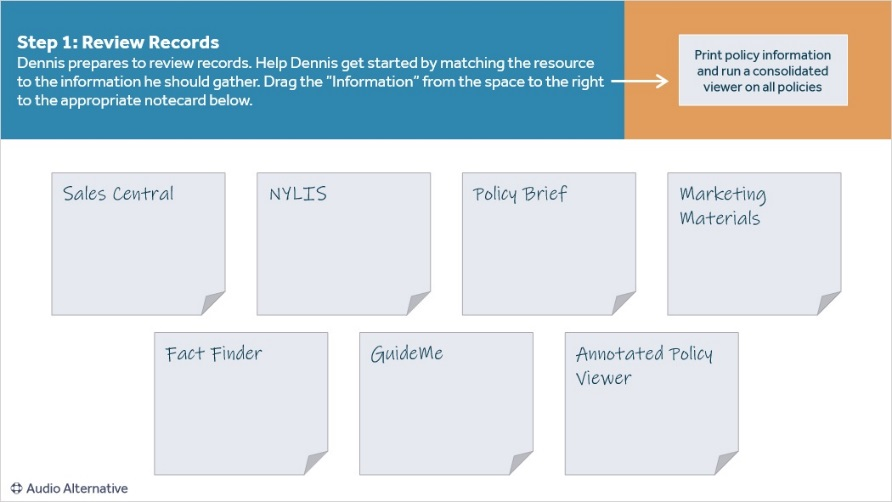 Step 1: Review Records
Dennis prepares to review records. Help Dennis get started by matching the resource
to the information he should gather. Drag the "Information" from the space to the right
to the appropriate notecard below.
Print policy information
and run a consolidated
viewer on all policies
Sales Central
NYLIS
Policy Brief
Marketing
Materials
Fact Finder
GuideMe
Annotated Policy
Viewer
Audio Alternative